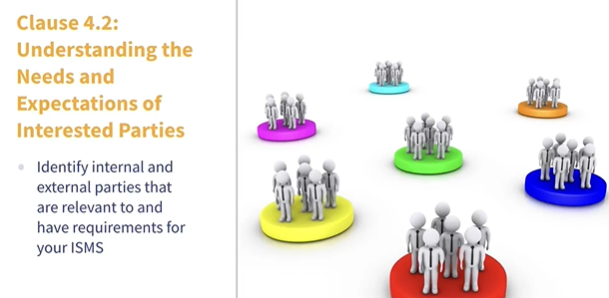 Clause 4.2:
Understanding the
Needs and
Expectations of
Interested Parties
Identify internal and
external parties that
are relevant to and
have requirements for
your ISMS